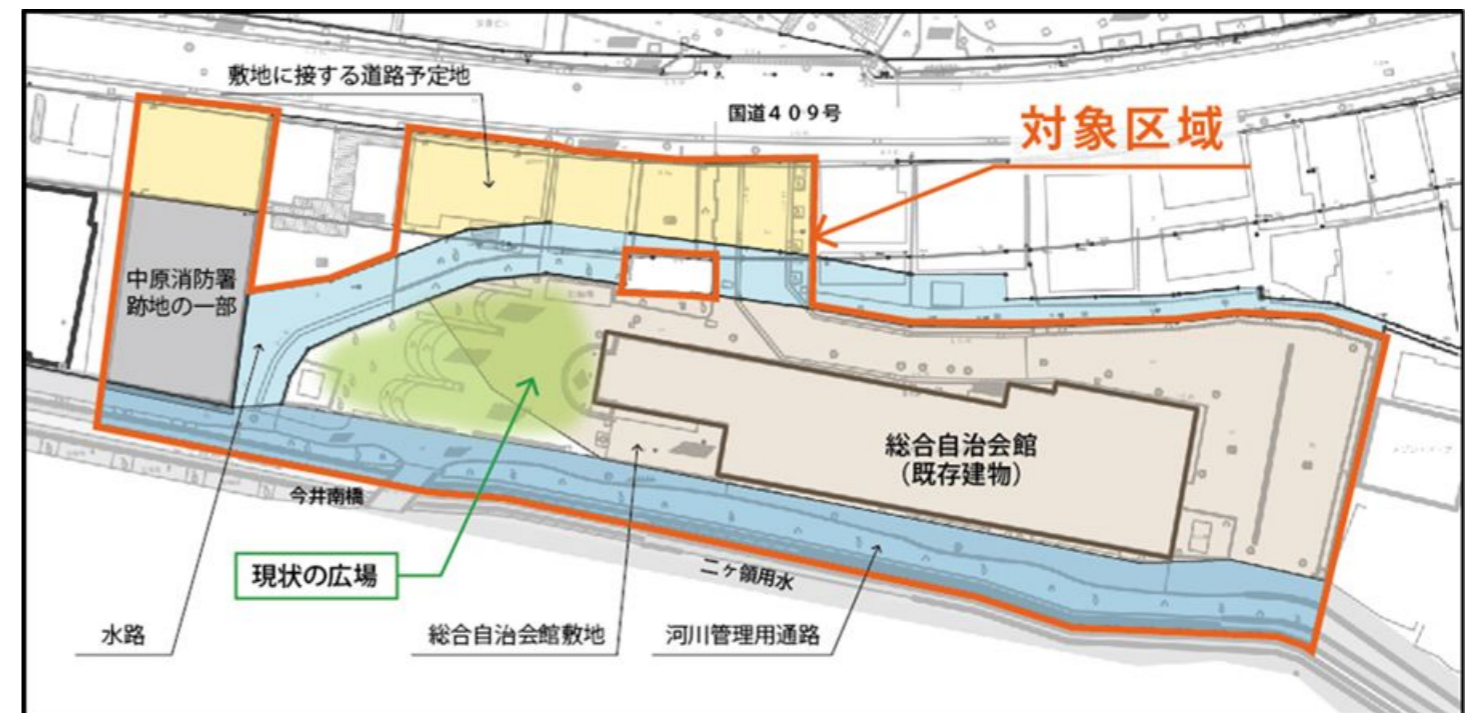 敷地に接する道路予定地
国道409号
対象区域
中原消防署
跡地の一部
総合自治会館
(既存建物)
今井南橋
現状の広場
二ケ領用水
水路
総合自治会館敷地
河川管理用通路